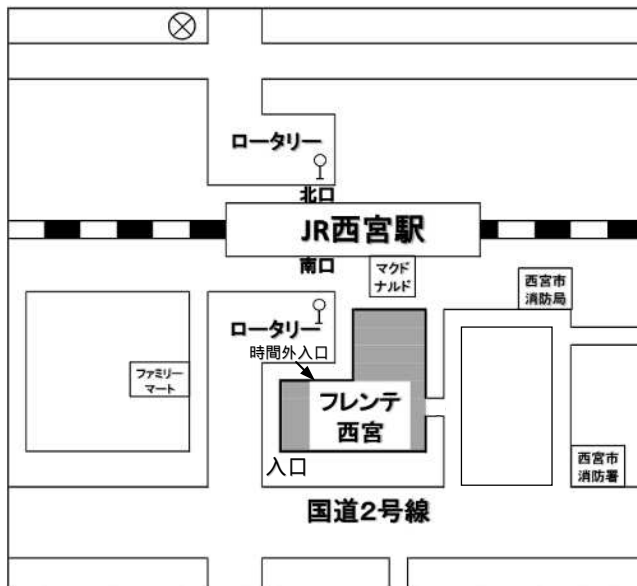 ロータリー
北口
JR西宮駅
南口
マクド
ナルド
西宮市
消防局
ロータリー
時間外入口
ファミリー
マート
フレンテ
西宮
入口
西宮市
消防署
国道2号線